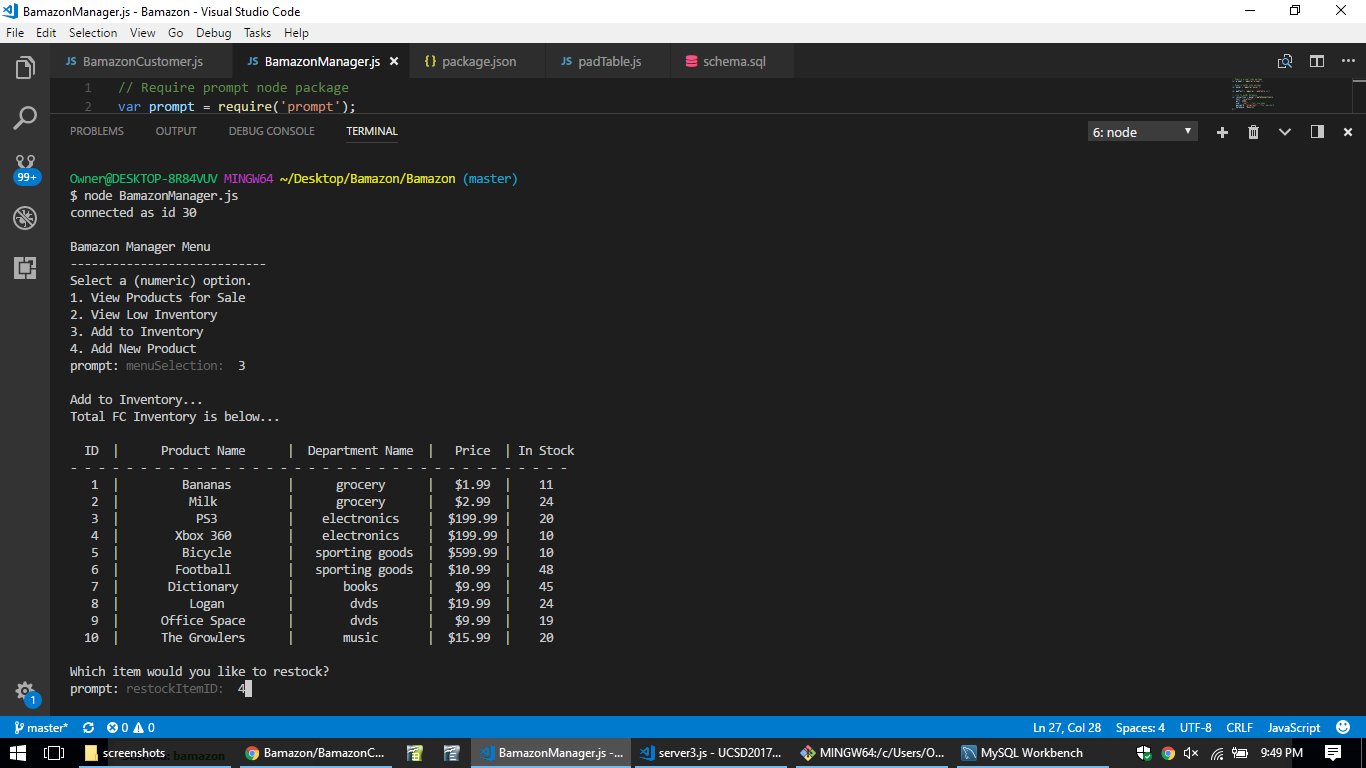 BamazonManager.js - Bamazon - Visual Studio Code
File Edit Selection View Go Debug Tasks Help
JS BamazonCustomer.js JS BamazonManager.js {} package.json JS padTable.js schema.sql
1 // Require prompt node package
2 var prompt = require('prompt');
PROBLEMS OUTPUT DEBUG CONSOLE TERMINAL 6: node
99+
Owner@DESKTOP-8R84VUV MINGW64 ~/Desktop/Bamazon/Bamazon (master)
$ node BamazonManager.js
connected as id 30
Bamazon Manager Menu
----------------------------
Select a (numeric) option.
1. View Products for Sale
2. View Low Inventory
3. Add to Inventory
4. Add New Product
prompt: menuSelection: 3
Add to Inventory...
Total FC Inventory is below...
ID | Product Name | Department Name | Price | In Stock
- - - - - - - - - - - - - - - - - - - - - - - - - - - - - - - - - - - -
1 | Bananas | grocery | $1.99 | 11
2 | Milk | grocery | $2.99 | 24
3 | PS3 | electronics | $199.99 | 20
4 | Xbox 360 | electronics | $199.99 | 10
5 | Bicycle | sporting goods | $599.99 | 10
6 | Football | sporting goods | $10.99 | 48
7 | Dictionary | books | $9.99 | 45
8 | Logan | dvds | $19.99 | 24
9 | Office Space | dvds | $9.99 | 19
10 | The Growlers | music | $15.99 | 20
Which item would you like to restock?
prompt: restockItemID: 4
1
master* 0 0 Ln 27, Col 28 Spaces: 4 UTF-8 CRLF JavaScript
screenshots Bamazon/BamazonC... BamazonManager.js -... server3.js - UCSD2017... MINGW64:/c/Users/O... MySQL Workbench 9:49 PM
bamazon